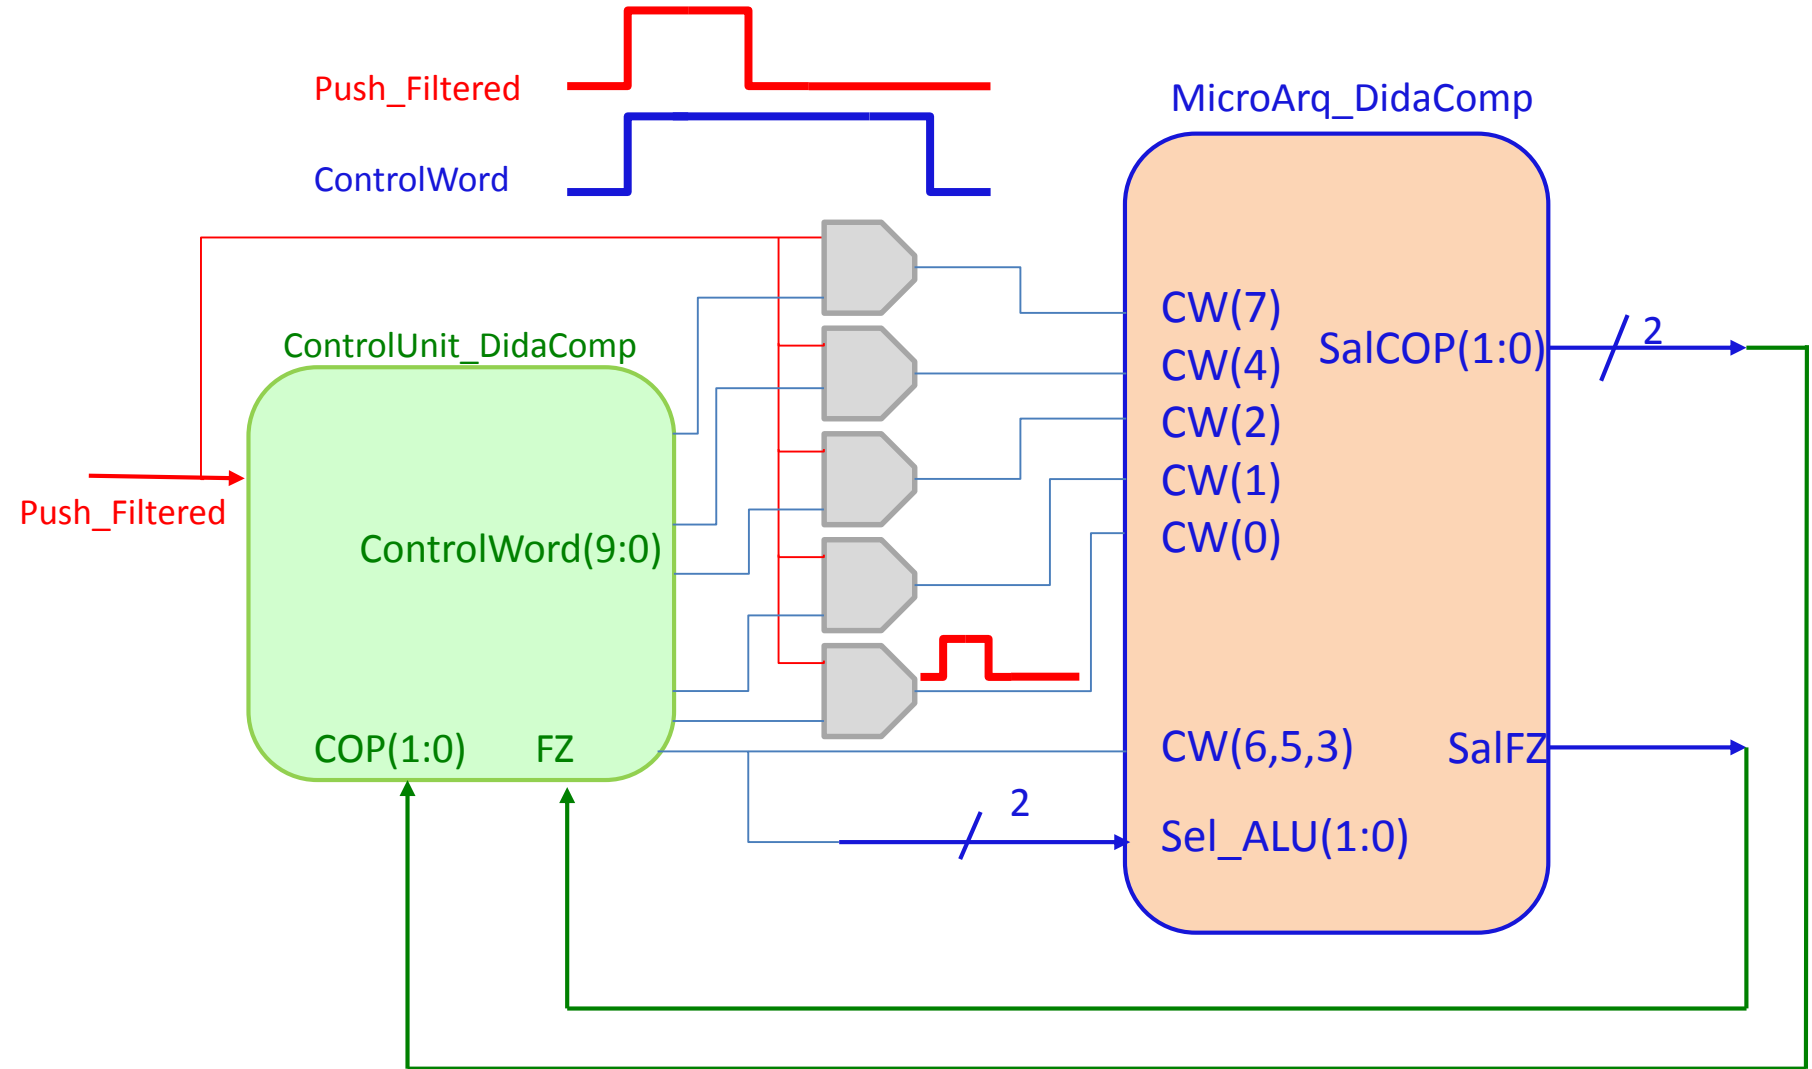 Push_Filtered
MicroArq_DidaComp
ControlWord
CW(7)
ControlUnit_DidaComp
SalCOP(1:0)
2
CW(4)
CW(2)
CW(1)
Push_Filtered
ControlWord(9:0)
CW(0)
COP(1:0)
FZ
CW(6,5,3)
SalFZ
2
Sel_ALU(1:0)